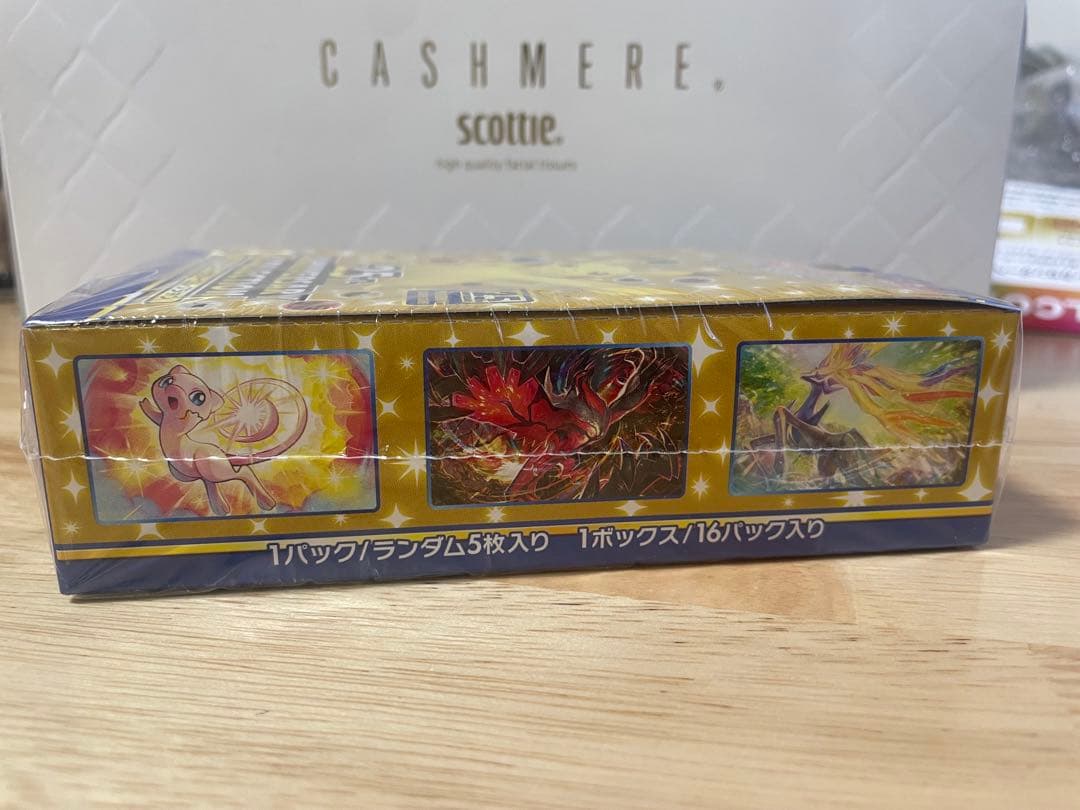 CASHMERE.
scottie.
high quality facial tissues
1パック/ランダム5枚入り 1ボックス/16パック入り